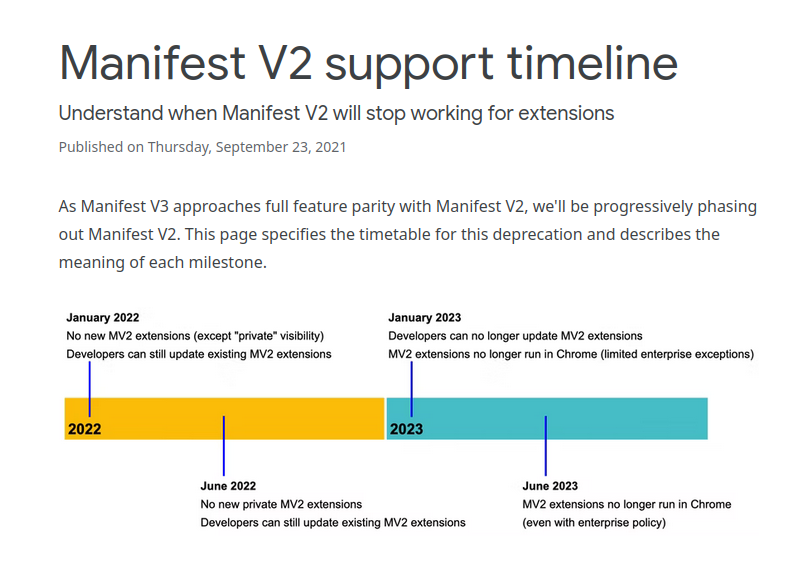 Manifest V2 support timeline
Understand when Manifest V2 will stop working for extensions
Published on Thursday, September 23, 2021
As Manifest V3 approaches full feature parity with Manifest V2, we'll be progressively phasing
out Manifest V2. This page specifies the timetable for this deprecation and describes the
meaning of each milestone.
January 2022
No new MV2 extensions (except "private" visibility)
Developers can still update existing MV2 extensions
January 2023
Developers can no longer update MV2 extensions
MV2 extensions no longer run in Chrome (limited enterprise exceptions)
2022
2023
June 2022
No new private MV2 extensions
Developers can still update existing MV2 extensions
June 2023
MV2 extensions no longer run in Chrome
(even with enterprise policy)